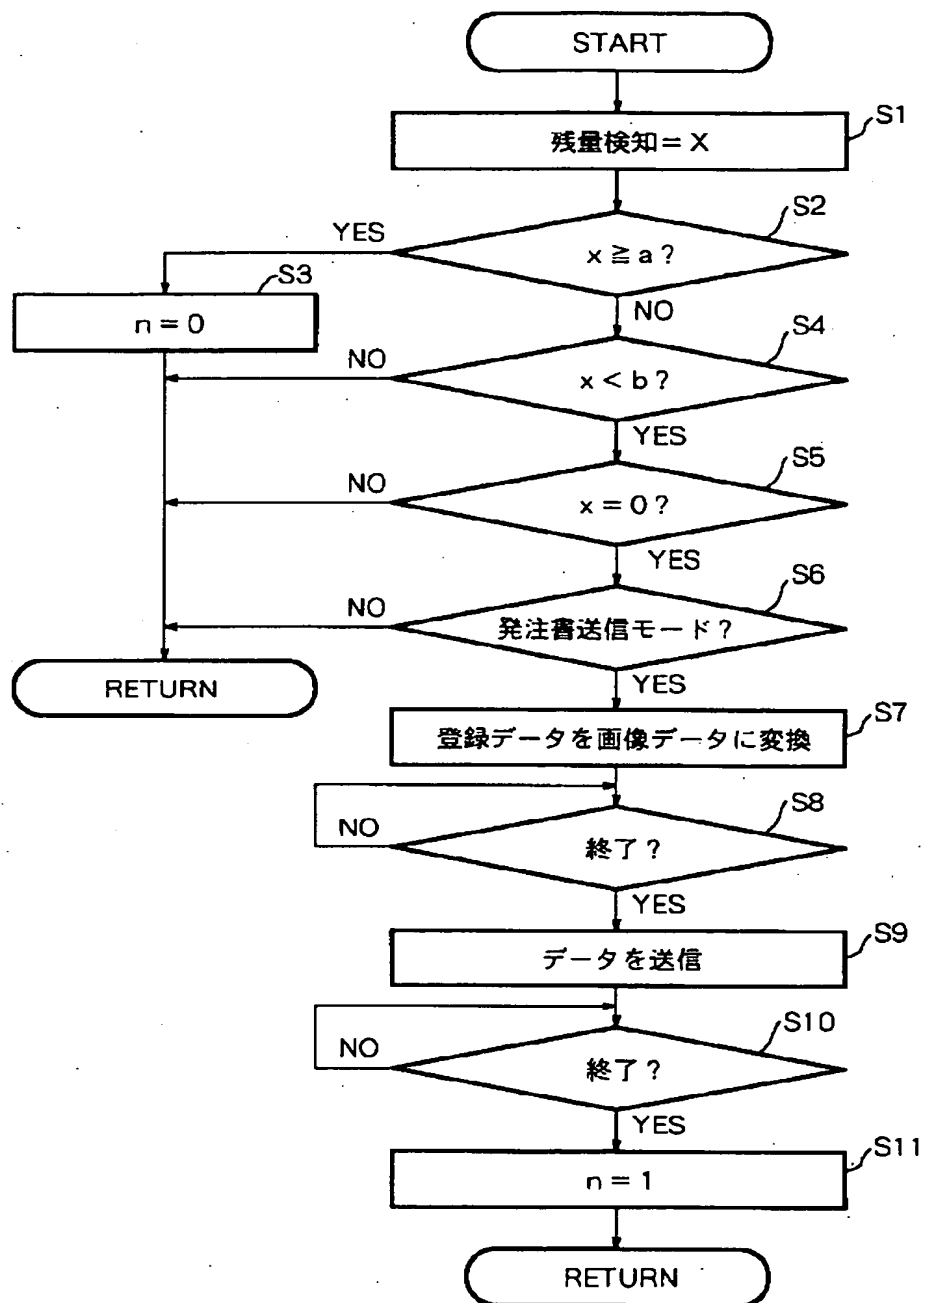 START
S1
残量検知=X
S2
YES
x≧a?
S3
NO
n=0
S4
NO
x<b?
YES
S5
NO
x=0?
YES
S6
NO
発注書送信モード?
RETURN
YES
S7
登録データを画像データに変換
S8
NO
終了?
YES
S9
データを送信
S10
NO
終了?
YES
S11
n=1
RETURN